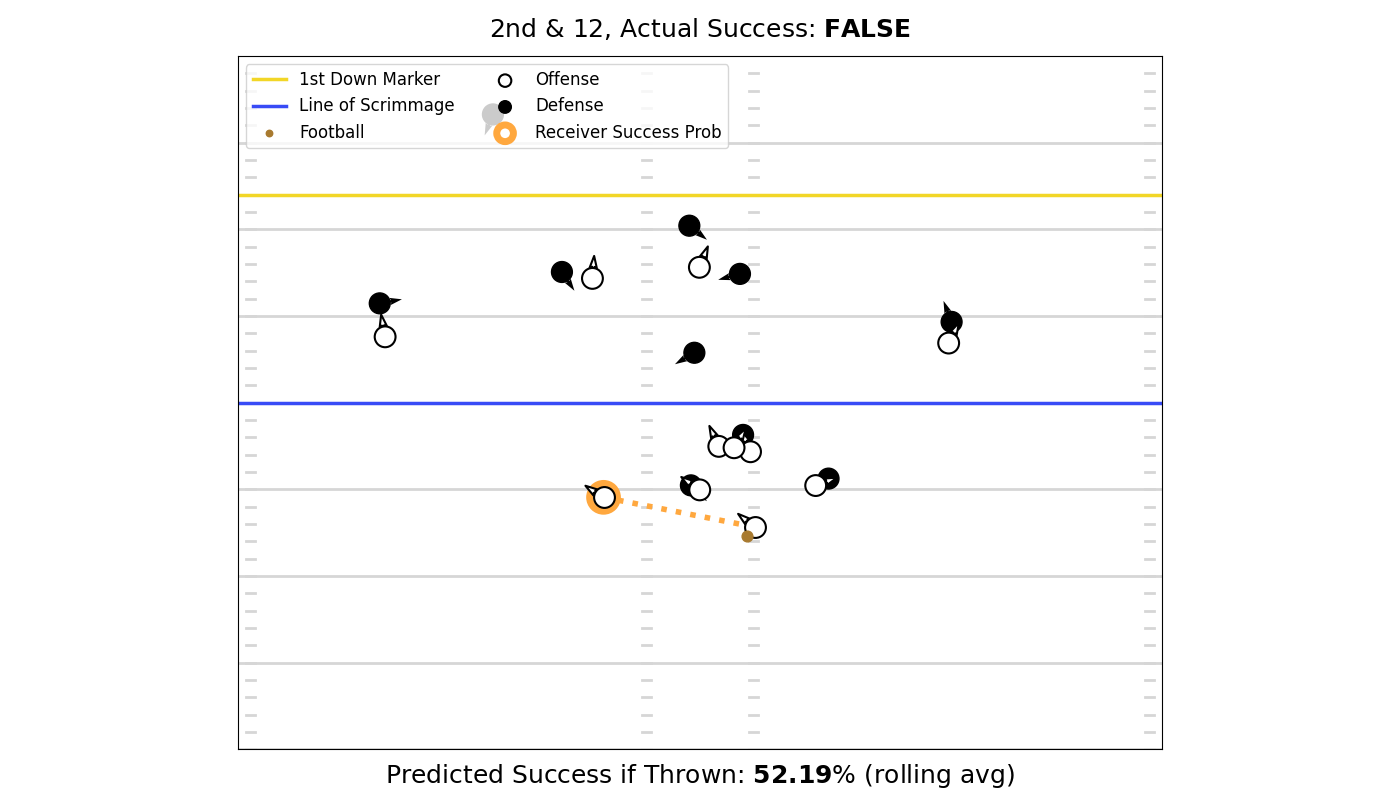 2nd & 12, Actual Success: FALSE
1st Down Marker
Line of Scrimmage
Football
Offense
Defense
Receiver Success Prob
Predicted Success if Thrown: 52.19% (rolling avg)